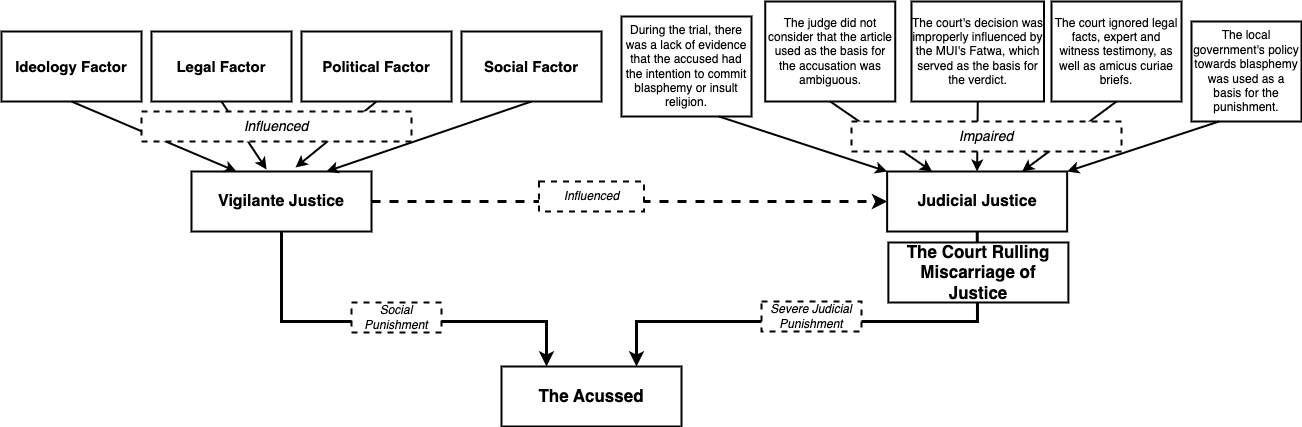 Ideology Factor
Legal Factor
Political Factor
Social Factor
During the trial, there
was a lack of evidence
that the accused had
the intention to commit
blasphemy or insult
religion.
The judge did not
consider that the article
used as the basis for
the accusation was
ambiguous.
The court's decision was
improperly influenced by
the MUI's Fatwa, which
served as the basis for
the verdict.
The court ignored legal
facts, expert and
witness testimony, as
well as amicus curiae
briefs.
The local
government's policy
towards blasphemy
was used as a
basis for the
punishment.
Influenced
Impaired
Vigilante Justice
Influenced
Judicial Justice
The Court Rulling
Miscarriage of
Justice
Social
Punishment
Severe Judicial
Punishment
The Acussed